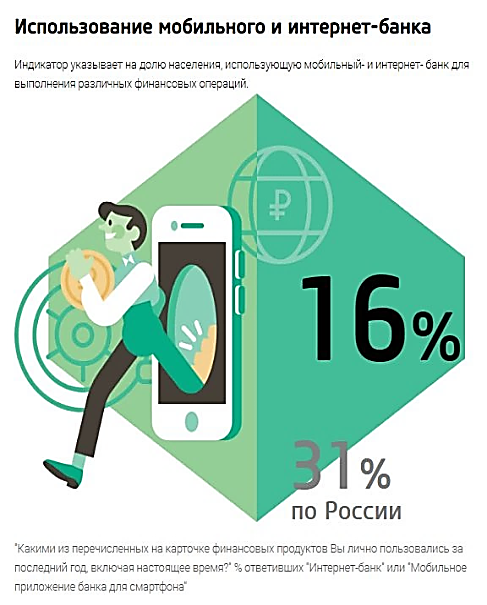 Использование мобильного и интернет-банка
Индикатор указывает на долю населения, использующую мобильный- и интернет- банк для
выполнения различных финансовых операций.
₽
16%
31%
по России
"Какими из перечисленных на карточке финансовых продуктов Вы лично пользовались за
последний год, включая настоящее время?" % ответивших "Интернет-банк" или "Мобильное
приложение банка для смартфона"